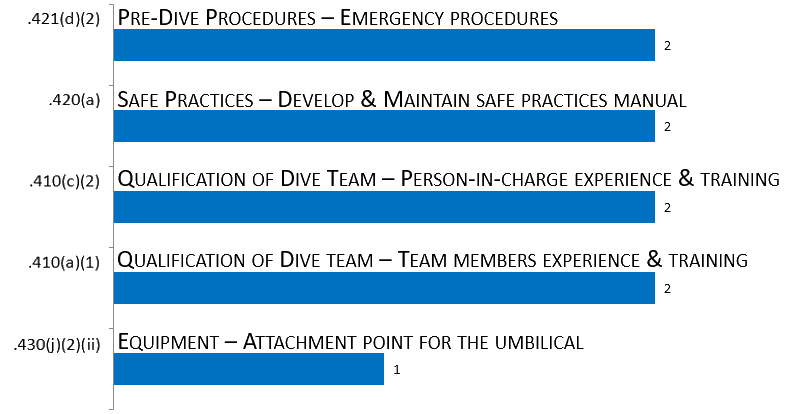 .421(d)(2) Pre-Dive Procedures – Emergency procedures
2
.420(a) Safe Practices – Develop & Maintain safe practices manual
2
.410(c)(2) Qualification of Dive Team – Person-in-charge experience & training
2
.410(a)(1) Qualification of Dive team – Team members experience & training
2
.430(j)(2)(ii) Equipment – Attachment point for the umbilical
1